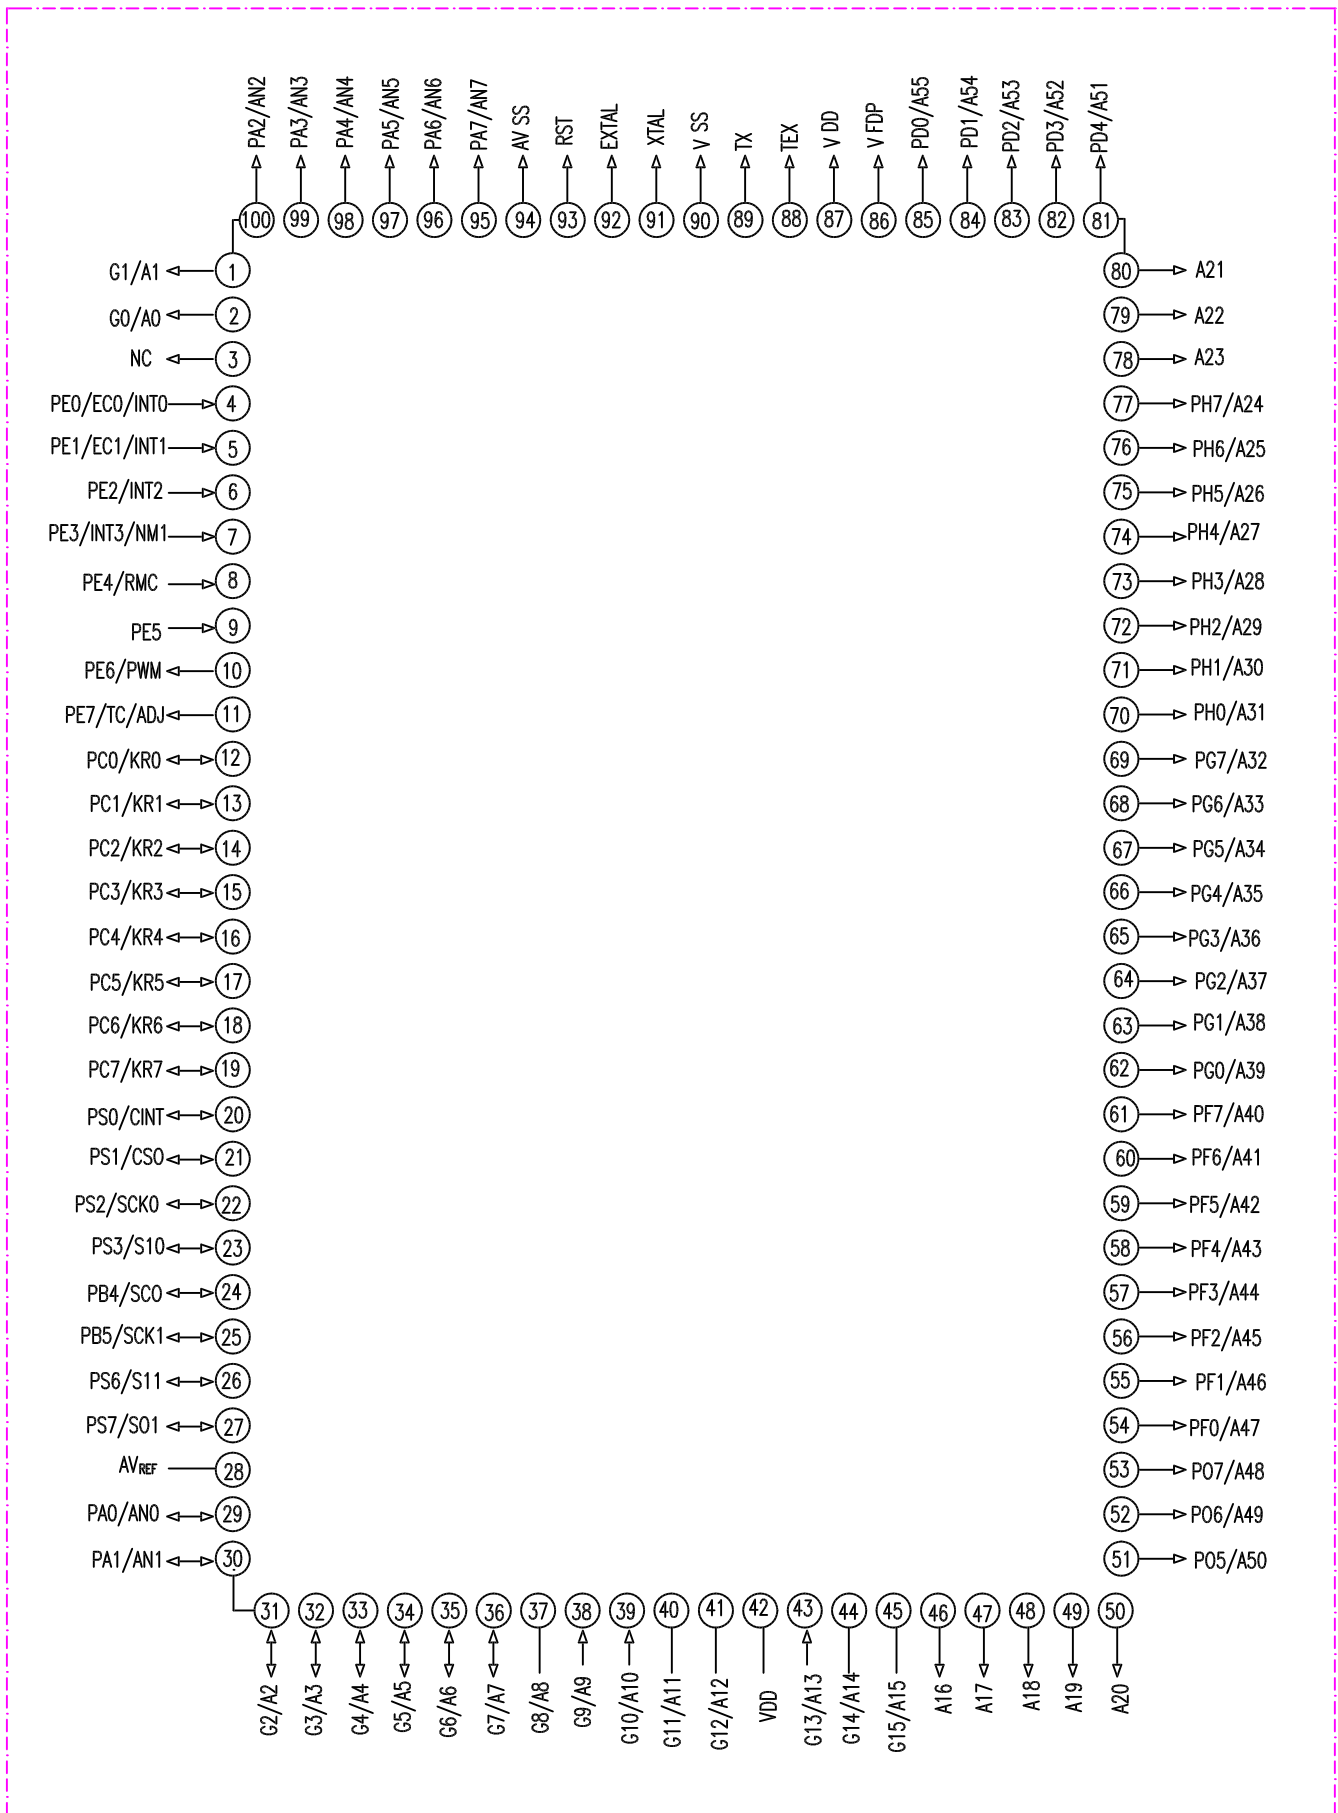 PA2/AN2
PA3/AN3
PA4/AN4
PA5/AN5
PA6/AN6
PA7/AN7
AV SS
RST
EXTAL
XTAL
V SS
TX
TEX
V DD
V FDP
PD0/A55
PD1/A54
PD2/A53
PD3/A52
PD4/A51
100 99 98 97 96 95 94 93 92 91 90 89 88 87 86 85 84 83 82 81
G1/A1 1 80 A21
G0/A0 2 79 A22
NC 3 78 A23
PE0/EC0/INT0 4 77 PH7/A24
PE1/EC1/INT1 5 76 PH6/A25
PE2/INT2 6 75 PH5/A26
PE3/INT3/NM1 7 74 PH4/A27
PE4/RMC 8 73 PH3/A28
PE5 9 72 PH2/A29
PE6/PWM 10 71 PH1/A30
PE7/TC/ADJ 11 70 PH0/A31
PC0/KR0 12 69 PG7/A32
PC1/KR1 13 68 PG6/A33
PC2/KR2 14 67 PG5/A34
PC3/KR3 15 66 PG4/A35
PC4/KR4 16 65 PG3/A36
PC5/KR5 17 64 PG2/A37
PC6/KR6 18 63 PG1/A38
PC7/KR7 19 62 PG0/A39
PS0/CINT 20 61 PF7/A40
PS1/CS0 21 60 PF6/A41
PS2/SCK0 22 59 PF5/A42
PS3/S10 23 58 PF4/A43
PB4/SC0 24 57 PF3/A44
PB5/SCK1 25 56 PF2/A45
PS6/S11 26 55 PF1/A46
PS7/S01 27 54 PF0/A47
AVREF 28 53 P07/A48
PA0/AN0 29 52 P06/A49
PA1/AN1 30 51 P05/A50
31 32 33 34 35 36 37 38 39 40 41 42 43 44 45 46 47 48 49 50
G2/A2
G3/A3
G4/A4
G5/A5
G6/A6
G7/A7
G8/A8
G9/A9
G10/A10
G11/A11
G12/A12
VDD
G13/A13
G14/A14
G15/A15
A16
A17
A18
A19
A20